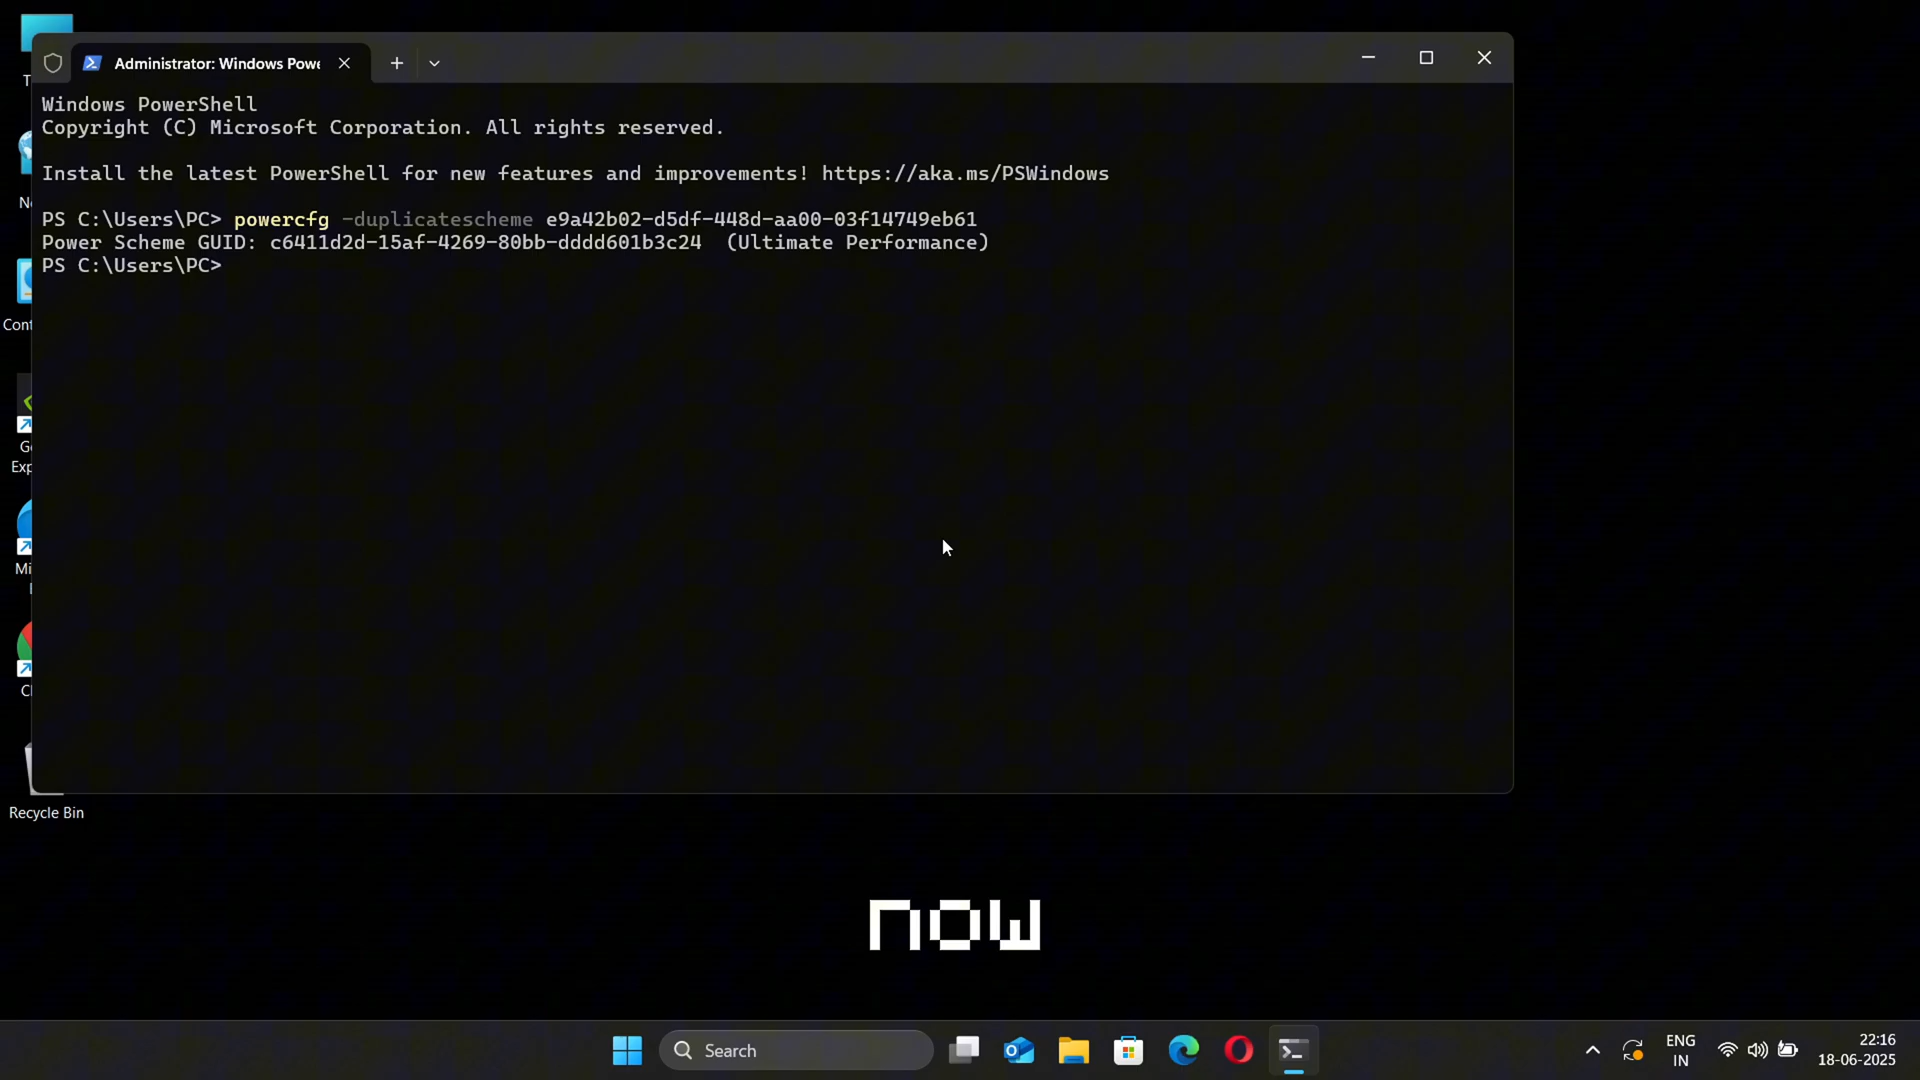 Administrator: Windows Powe
Windows PowerShell
Copyright (C) Microsoft Corporation. All rights reserved.
Install the latest PowerShell for new features and improvements! https://aka.ms/PSWindows
PS C:\Users\PC> powercfg -duplicatescheme e9a42b02-d5df-448d-aa00-03f14749eb61
Power Scheme GUID: c6411d2d-15af-4269-80bb-dddd601b3c24  (Ultimate Performance)
PS C:\Users\PC>
Recycle Bin
now
Search
ENG
IN
22:16
18-06-2025